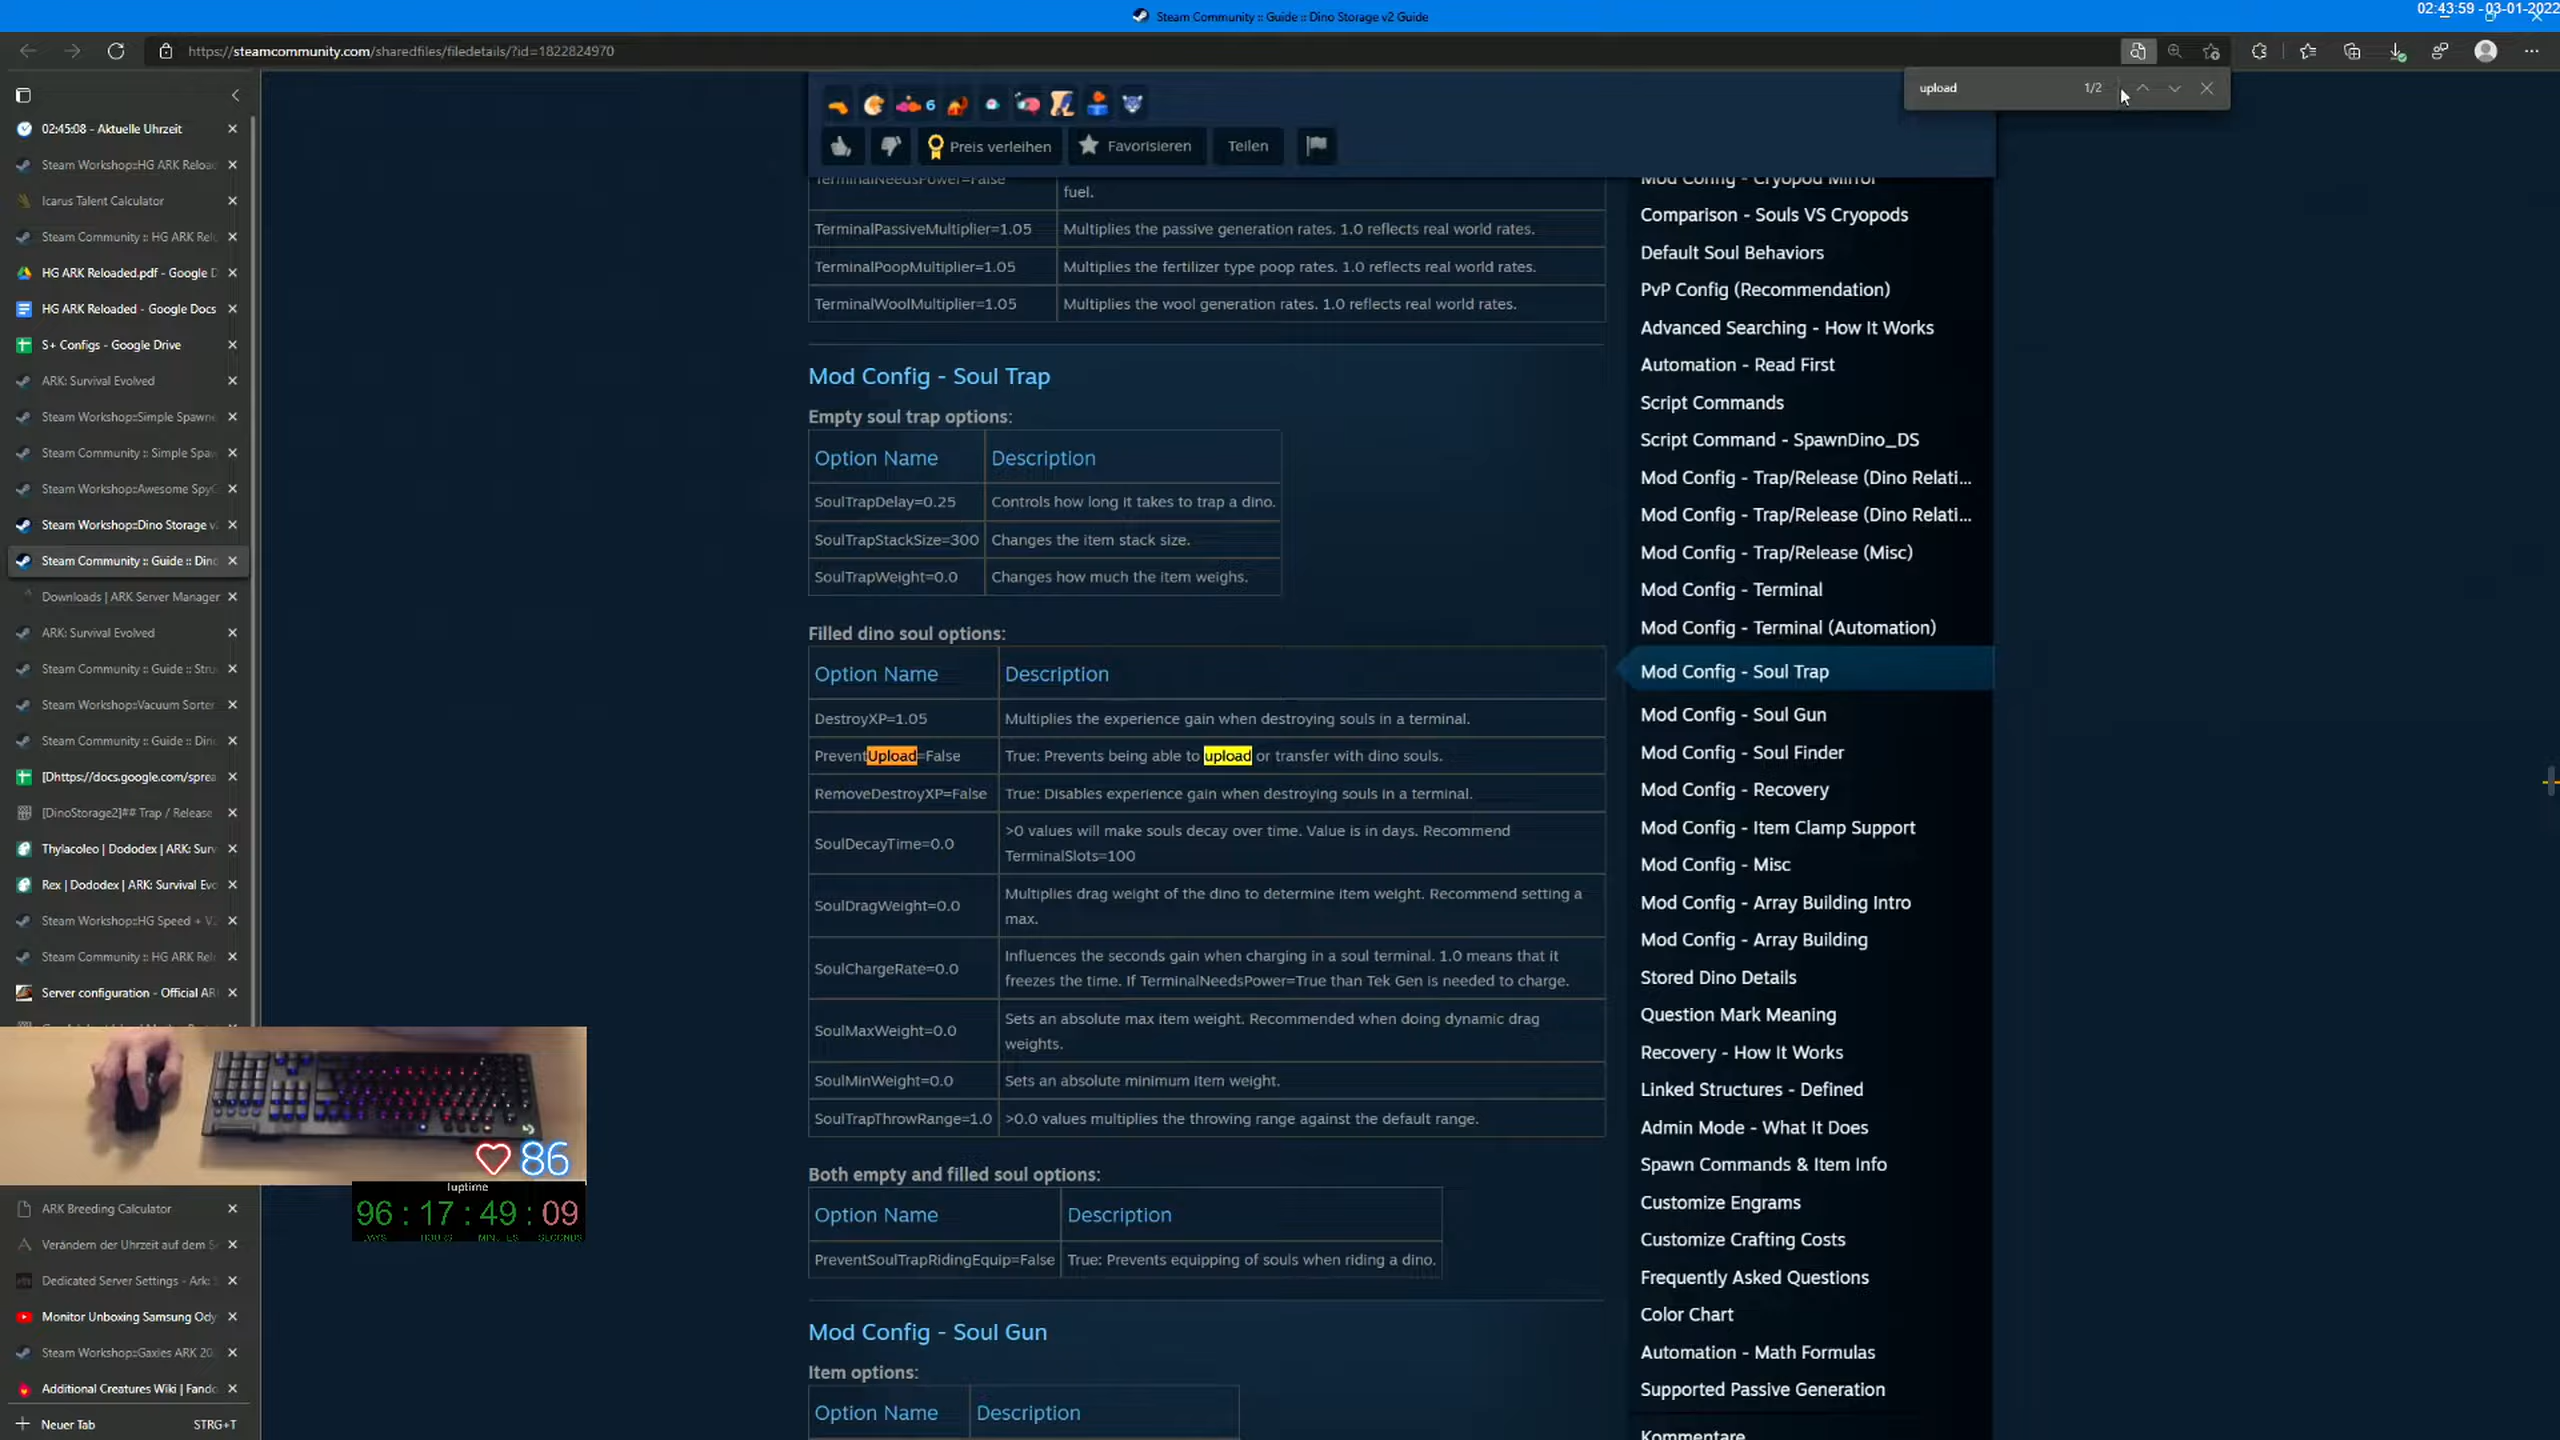 Steam Community :: Guide :: Dino Storage v2 Guide
02:43:59 - 03-01-2022
https://steamcommunity.com/sharedfiles/filedetails/?id=1822824970
upload
1/2
02:45:08 - Aktuelle Uhrzeit
Steam Workshop::HG ARK Reloa
Icarus Talent Calculator
Steam Community :: HG ARK Relo
HG ARK Reloaded.pdf - Google D
HG ARK Reloaded - Google Docs
S+ Configs - Google Drive
ARK: Survival Evolved
Steam Workshop::Simple Spawne
Steam Community :: Simple Spaw
Steam Workshop::Awesome SpyG
Steam Workshop::Dino Storage v
Steam Community :: Guide :: Dino
Downloads | ARK Server Manager
ARK: Survival Evolved
Steam Community :: Guide :: Stru
Steam Workshop::Vacuum Sorter
Steam Community :: Guide :: Dino
[Dhttps://docs.google.com/sprea
[DinoStorage2]## Trap / Release
Thylacoleo | Dododex | ARK: Surv
Rex | Dododex | ARK: Survival Evo
Steam Workshop::HG Speed + V
Steam Community :: HG ARK Relo
Server configuration - Official AR
86
1uptime
96 : 17 : 49 : 09
DAYS HOURS MINUTES SECONDS
ARK Breeding Calculator
Verändern der Uhrzeit auf dem S
Dedicated Server Settings - Ark: S
Monitor Unboxing Samsung Ody
Steam Workshop::Gaxles ARK 20
Additional Creatures Wiki | Fando
Neuer Tab
STRG+T
6
Preis verleihen
Favorisieren
Teilen
TerminalNeedsPower=False
fuel.
TerminalPassiveMultiplier=1.05
Multiplies the passive generation rates. 1.0 reflects real world rates.
TerminalPoopMultiplier=1.05
Multiplies the fertilizer type poop rates. 1.0 reflects real world rates.
TerminalWoolMultiplier=1.05
Multiplies the wool generation rates. 1.0 reflects real world rates.
Mod Config - Soul Trap
Empty soul trap options:
Option Name
Description
SoulTrapDelay=0.25
Controls how long it takes to trap a dino.
SoulTrapStackSize=300
Changes the item stack size.
SoulTrapWeight=0.0
Changes how much the item weighs.
Filled dino soul options:
Option Name
Description
DestroyXP=1.05
Multiplies the experience gain when destroying souls in a terminal.
PreventUpload=False
True: Prevents being able to upload or transfer with dino souls.
RemoveDestroyXP=False
True: Disables experience gain when destroying souls in a terminal.
SoulDecayTime=0.0
>0 values will make souls decay over time. Value is in days. Recommend
TerminalSlots=100
SoulDragWeight=0.0
Multiplies drag weight of the dino to determine item weight. Recommend setting a
max.
SoulChargeRate=0.0
Influences the seconds gain when charging in a soul terminal. 1.0 means that it
freezes the time. If TerminalNeedsPower=True than Tek Gen is needed to charge.
SoulMaxWeight=0.0
Sets an absolute max item weight. Recommended when doing dynamic drag
weights.
SoulMinWeight=0.0
Sets an absolute minimum item weight.
SoulTrapThrowRange=1.0
>0.0 values multiplies the throwing range against the default range.
Both empty and filled soul options:
Option Name
Description
PreventSoulTrapRidingEquip=False
True: Prevents equipping of souls when riding a dino.
Mod Config - Soul Gun
Item options:
Option Name
Description
Mod Config - Cryopod Mirror
Comparison - Souls VS Cryopods
Default Soul Behaviors
PvP Config (Recommendation)
Advanced Searching - How It Works
Automation - Read First
Script Commands
Script Command - SpawnDino_DS
Mod Config - Trap/Release (Dino Relati...
Mod Config - Trap/Release (Dino Relati...
Mod Config - Trap/Release (Misc)
Mod Config - Terminal
Mod Config - Terminal (Automation)
Mod Config - Soul Trap
Mod Config - Soul Gun
Mod Config - Soul Finder
Mod Config - Recovery
Mod Config - Item Clamp Support
Mod Config - Misc
Mod Config - Array Building Intro
Mod Config - Array Building
Stored Dino Details
Question Mark Meaning
Recovery - How It Works
Linked Structures - Defined
Admin Mode - What It Does
Spawn Commands & Item Info
Customize Engrams
Customize Crafting Costs
Frequently Asked Questions
Color Chart
Automation - Math Formulas
Supported Passive Generation
Kommentare